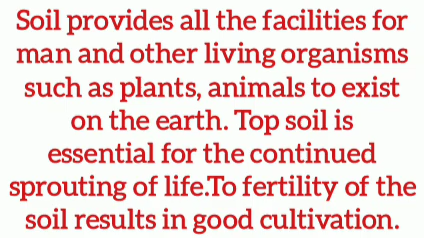 Soil provides all the facilities for
man and other living organisms
such as plants, animals to exist
on the earth. Top soil is
essential for the continued
sprouting of life.To fertility of the
soil results in good cultivation.